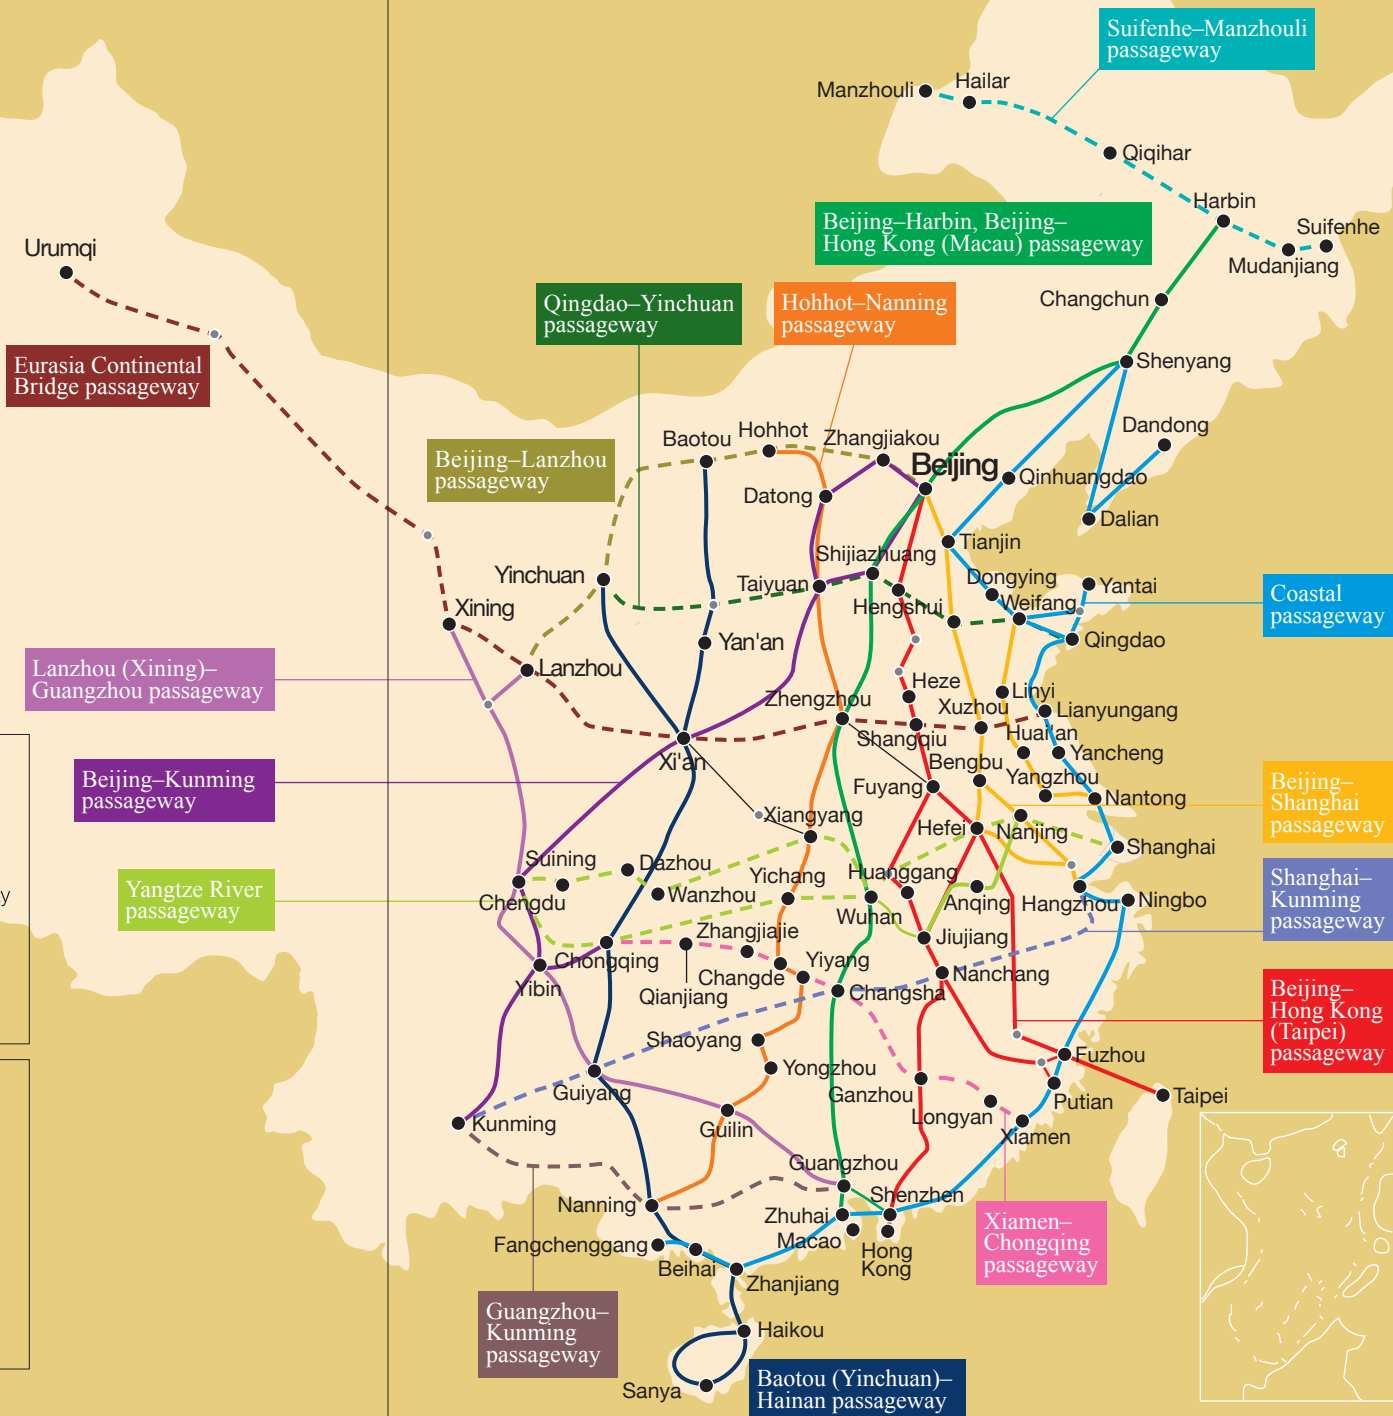 Suifenhe–Manzhouli
passageway
Hailar
Manzhouli
Qiqihar
Harbin
Suifenhe
Mudanjiang
Beijing–Harbin, Beijing–
Hong Kong (Macau) passageway
Urumqi
Changchun
Qingdao–Yinchuan
passageway
Hohhot–Nanning
passageway
Eurasia Continental
Bridge passageway
Shenyang
Dandong
Baotou
Hohhot
Zhangjiakou
Beijing
Beijing–Lanzhou
passageway
Qinhuangdao
Datong
Dalian
Tianjin
Shijiazhuang
Yinchuan
Taiyuan
Dongying
Yantai
Hengshui
Weifang
Coastal
passageway
Xining
Yan'an
Qingdao
Lanzhou (Xining)–
Guangzhou passageway
Lanzhou
Heze
Linyi
Zhengzhou
Xuzhou
Lianyungang
Shangqiu
Huai'an
Xi'an
Yancheng
Bengbu
Beijing–Kunming
passageway
Yangzhou
Fuyang
Nantong
Beijing–
Shanghai
passageway
Xiangyang
Hefei
Nanjing
Shanghai
Suining
Dazhou
Huanggang
Yichang
Yangtze River
passageway
y
Wanzhou
Chengdu
Anqing
Hangzhou
Ningbo
Shanghai–
Kunming
passageway
Wuhan
Zhangjiajie
Jiujiang
Chongqing
Yiyang
Changde
Nanchang
Yibin
Qianjiang
Changsha
Beijing–
Hong Kong
(Taipei)
passageway
Shaoyang
Fuzhou
Yongzhou
Guiyang
Ganzhou
Putian
Taipei
Longyan
Kunming
Guilin
Xiamen
Guangzhou
Shenzhen
Nanning
Zhuhai
Macao
Xiamen–
Chongqing
passageway
Fangchenggang
Hong
Kong
Beihai
Zhanjiang
Guangzhou–
Kunming
passageway
Haikou
Sanya
Baotou (Yinchuan)–
Hainan passageway